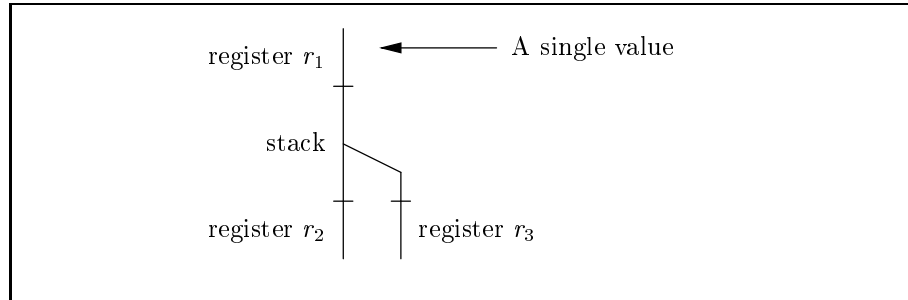 register r₁
A single value
stack
register r₂
register r₃